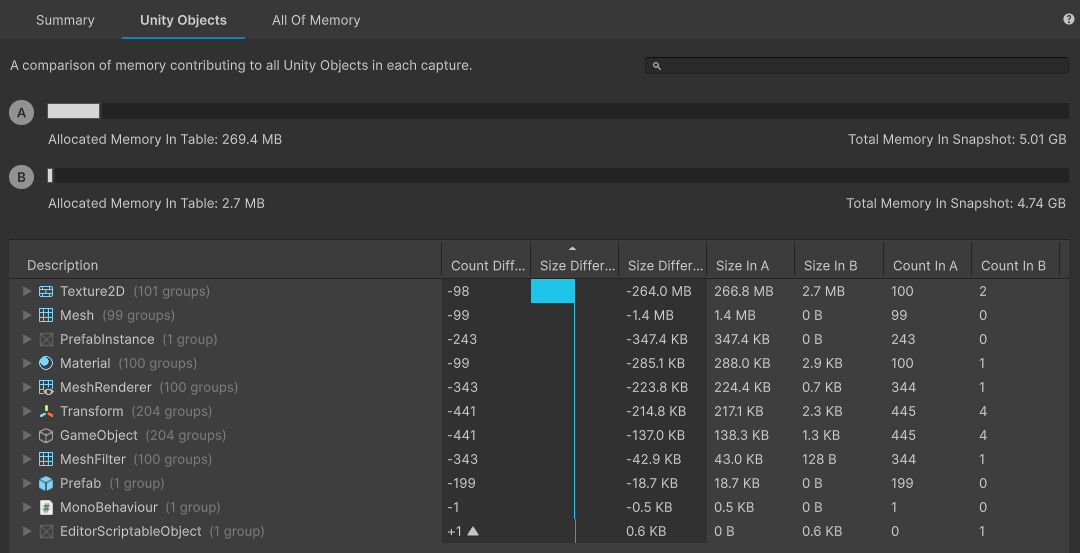 Summary Unity Objects All Of Memory ?
A comparison of memory contributing to all Unity Objects in each capture.
A
Allocated Memory In Table: 269.4 MB Total Memory In Snapshot: 5.01 GB
B
Allocated Memory In Table: 2.7 MB Total Memory In Snapshot: 4.74 GB
Description Count Diff... Size Differ... Size Differ... Size In A Size In B Count In A Count In B
Texture2D (101 groups) -98 -264.0 MB 266.8 MB 2.7 MB 100 2
Mesh (99 groups) -99 -1.4 MB 1.4 MB 0 B 99 0
PrefabInstance (1 group) -243 -347.4 KB 347.4 KB 0 B 243 0
Material (100 groups) -99 -285.1 KB 288.0 KB 2.9 KB 100 1
MeshRenderer (100 groups) -343 -223.8 KB 224.4 KB 0.7 KB 344 1
Transform (204 groups) -441 -214.8 KB 217.1 KB 2.3 KB 445 4
GameObject (204 groups) -441 -137.0 KB 138.3 KB 1.3 KB 445 4
MeshFilter (100 groups) -343 -42.9 KB 43.0 KB 128 B 344 1
Prefab (1 group) -199 -18.7 KB 18.7 KB 0 B 199 0
MonoBehaviour (1 group) -1 -0.5 KB 0.5 KB 0 B 1 0
EditorScriptableObject (1 group) +1 0.6 KB 0 B 0.6 KB 0 1